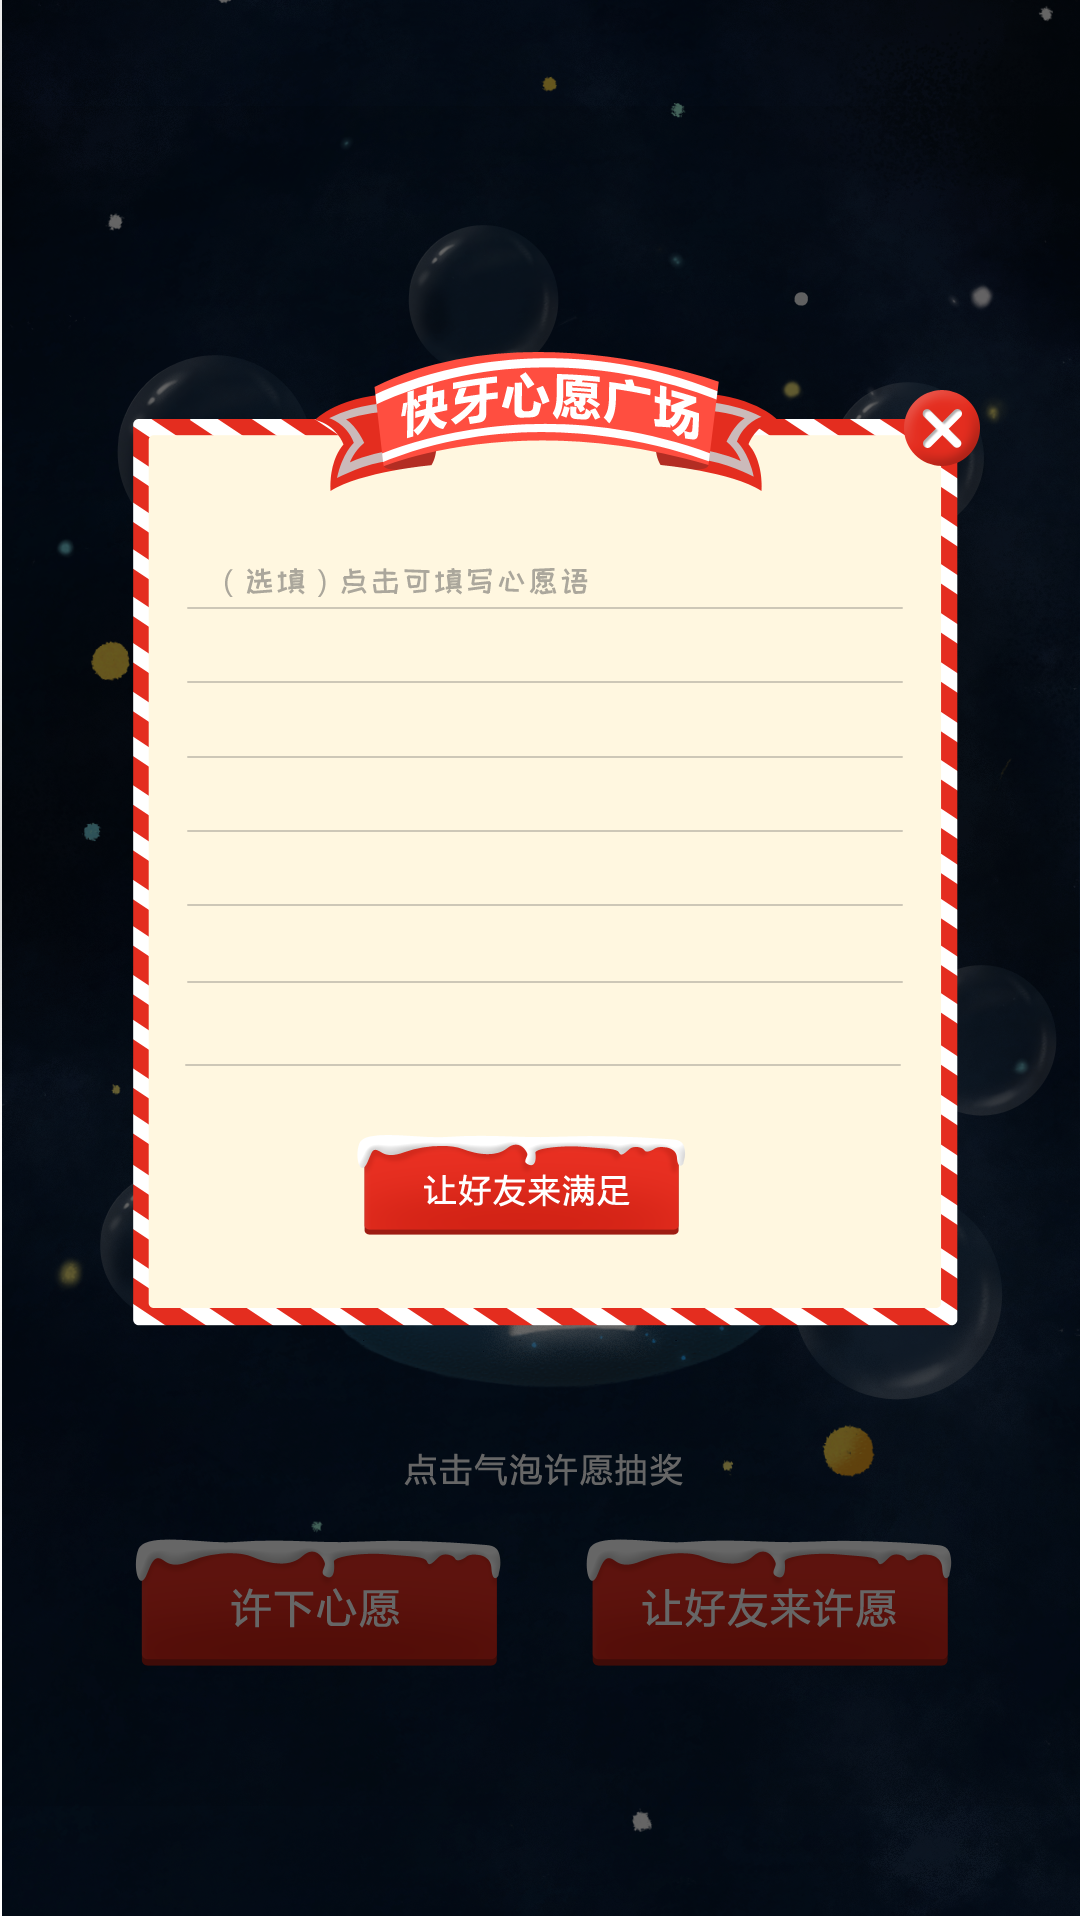 快牙心愿广场
（选填）点击可填写心愿语
让好友来满足
点击气泡许愿抽奖
许下心愿
让好友来许愿